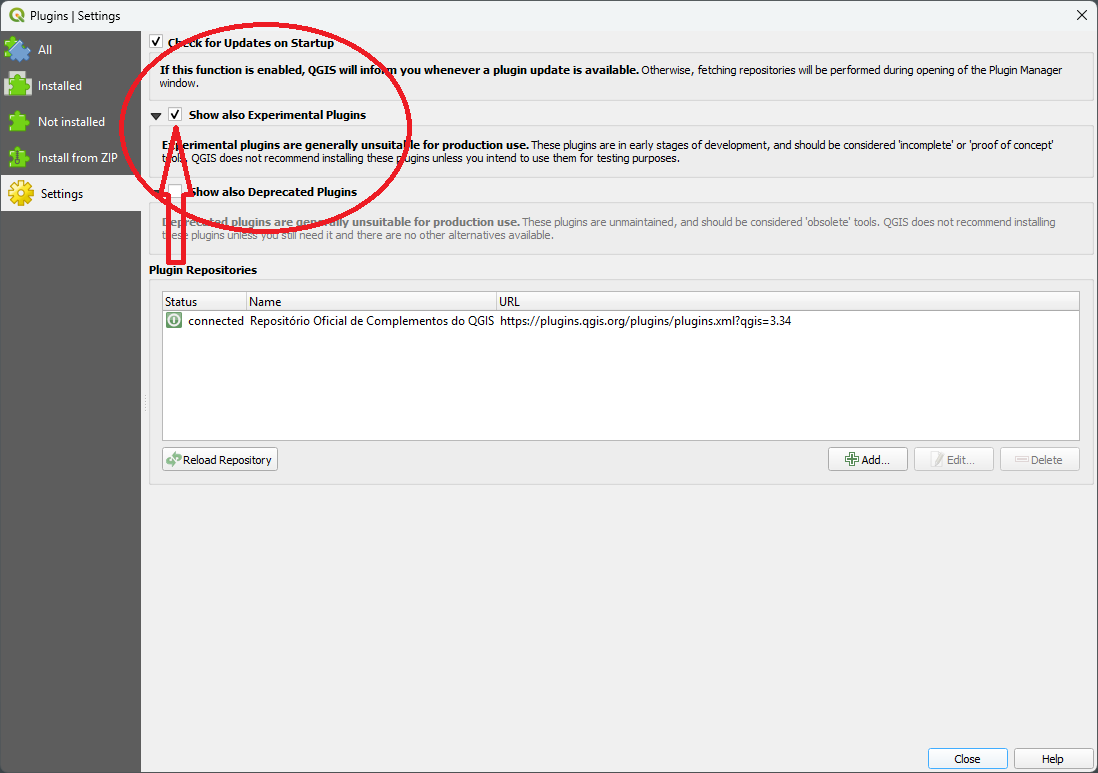 Plugins | Settings
All
Installed
Not installed
Install from ZIP
Settings
Check for Updates on Startup
If this function is enabled, QGIS will inform you whenever a plugin update is available. Otherwise, fetching repositories will be performed during opening of the Plugin Manager
window.
Show also Experimental Plugins
Experimental plugins are generally unsuitable for production use. These plugins are in early stages of development, and should be considered 'incomplete' or 'proof of concept'
tools. QGIS does not recommend installing these plugins unless you intend to use them for testing purposes.
Show also Deprecated Plugins
Deprecated plugins are generally unsuitable for production use. These plugins are unmaintained, and should be considered 'obsolete' tools. QGIS does not recommend installing
these plugins unless you still need it and there are no other alternatives available.
Plugin Repositories
Status Name URL
connected Repositório Oficial de Complementos do QGIS https://plugins.qgis.org/plugins/plugins.xml?qgis=3.34
Reload Repository Add... Edit... Delete
Close Help